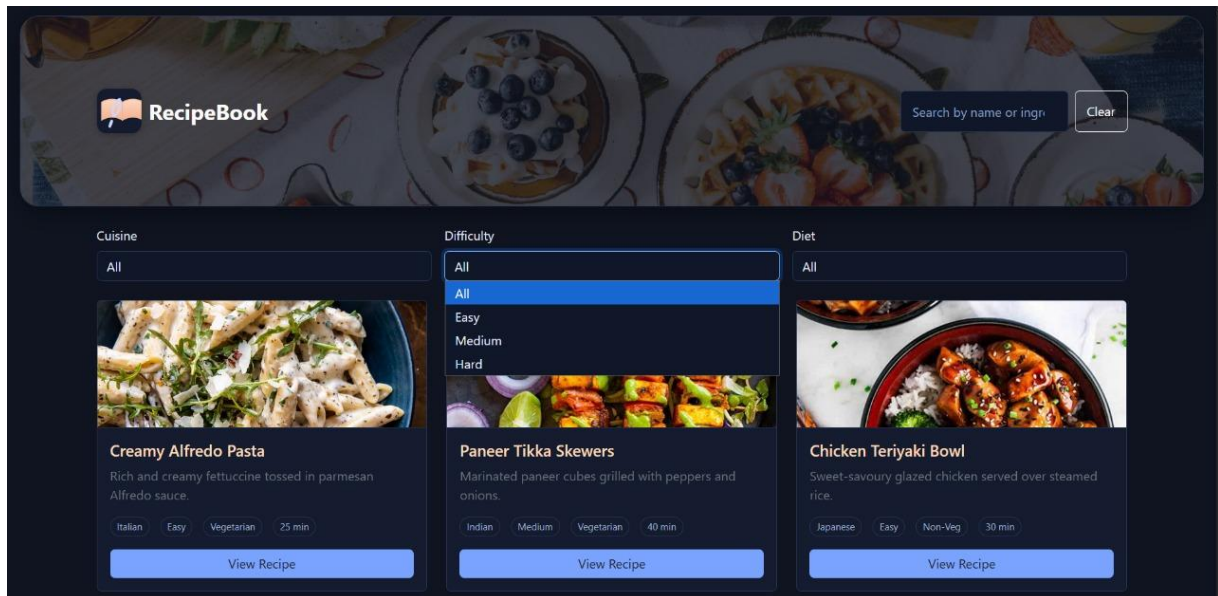 RecipeBook
Search by name or ingr
Clear
Cuisine
Difficulty
Diet
All
All
All
All
Easy
Medium
Hard
Creamy Alfredo Pasta
Rich and creamy fettuccine tossed in parmesan
Alfredo sauce.
Italian Easy Vegetarian 25 min
View Recipe
Paneer Tikka Skewers
Marinated paneer cubes grilled with peppers and
onions.
Indian Medium Vegetarian 40 min
View Recipe
Chicken Teriyaki Bowl
Sweet-savoury glazed chicken served over steamed
rice.
Japanese Easy Non-Veg 30 min
View Recipe